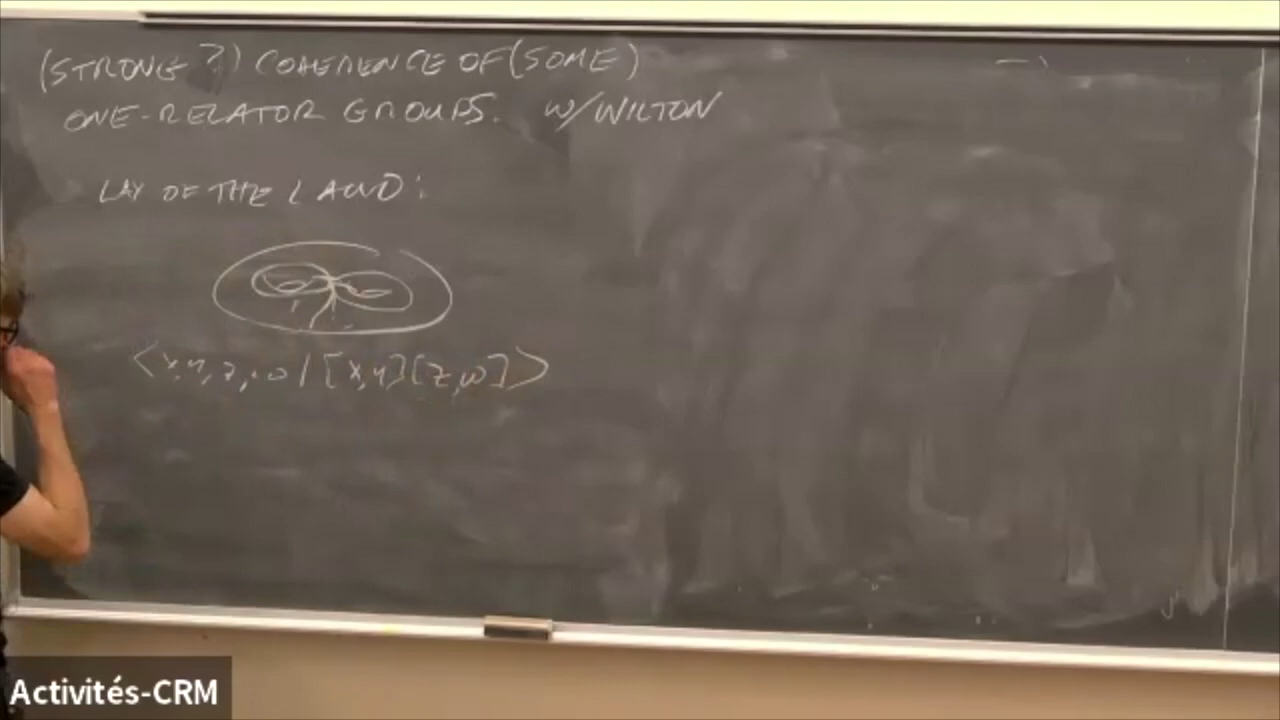 (STRONG?) COHERENCE OF (SOME)
ONE-RELATOR GROUPS. W/WILTON
LAY OF THE LAND:
<x,y,z,w | [x,y][z,w]>
Activités-CRM